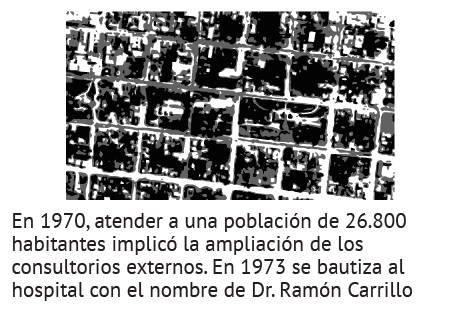 En 1970, atender a una población de 26.800
habitantes implicó la ampliación de los
consultorios externos. En 1973 se bautiza al
hospital con el nombre de Dr. Ramón Carrillo